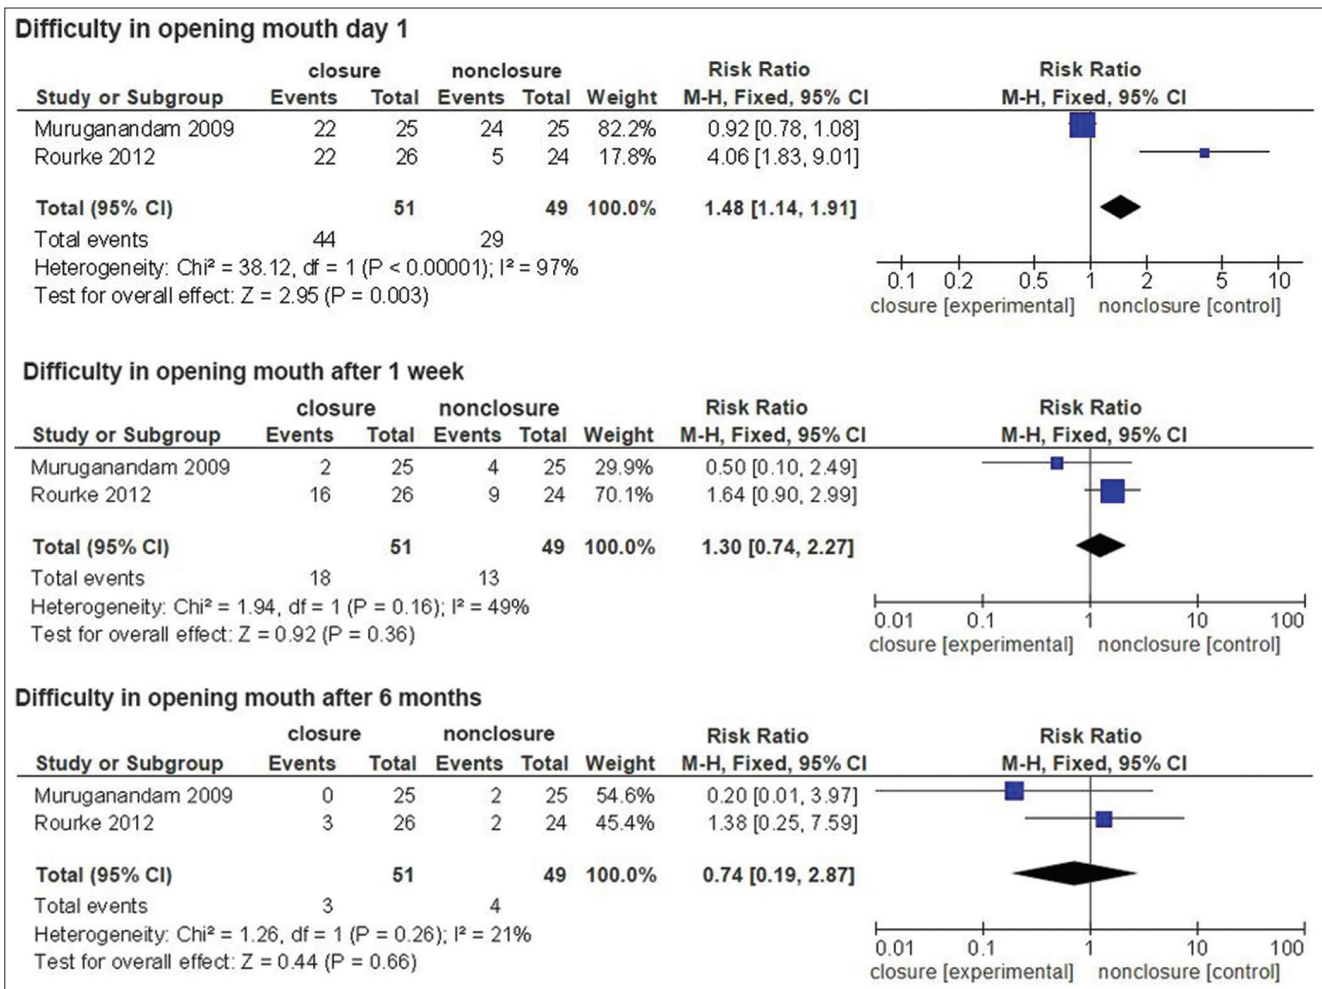 Difficulty in opening mouth day 1
closure nonclosure Risk Ratio Risk Ratio
Study or Subgroup Events Total Events Total Weight M-H, Fixed, 95% CI M-H, Fixed, 95% CI
Muruganandam 2009 22 25 24 25 82.2% 0.92 [0.78, 1.08]
Rourke 2012 22 26 5 24 17.8% 4.06 [1.83, 9.01]
Total (95% CI) 51 49 100.0% 1.48 [1.14, 1.91]
Total events 44 29
Heterogeneity: Chi² = 38.12, df = 1 (P < 0.00001); I² = 97%
Test for overall effect: Z = 2.95 (P = 0.003)
0.1 0.2 0.5 1 2 5 10
closure [experimental] nonclosure [control]
Difficulty in opening mouth after 1 week
closure nonclosure Risk Ratio Risk Ratio
Study or Subgroup Events Total Events Total Weight M-H, Fixed, 95% CI M-H, Fixed, 95% CI
Muruganandam 2009 2 25 4 25 29.9% 0.50 [0.10, 2.49]
Rourke 2012 16 26 9 24 70.1% 1.64 [0.90, 2.99]
Total (95% CI) 51 49 100.0% 1.30 [0.74, 2.27]
Total events 18 13
Heterogeneity: Chi² = 1.94, df = 1 (P = 0.16); I² = 49%
Test for overall effect: Z = 0.92 (P = 0.36)
0.01 0.1 1 10 100
closure [experimental] nonclosure [control]
Difficulty in opening mouth after 6 months
closure nonclosure Risk Ratio Risk Ratio
Study or Subgroup Events Total Events Total Weight M-H, Fixed, 95% CI M-H, Fixed, 95% CI
Muruganandam 2009 0 25 2 25 54.6% 0.20 [0.01, 3.97]
Rourke 2012 3 26 2 24 45.4% 1.38 [0.25, 7.59]
Total (95% CI) 51 49 100.0% 0.74 [0.19, 2.87]
Total events 3 4
Heterogeneity: Chi² = 1.26, df = 1 (P = 0.26); I² = 21%
Test for overall effect: Z = 0.44 (P = 0.66)
0.01 0.1 1 10 100
closure [experimental] nonclosure [control]